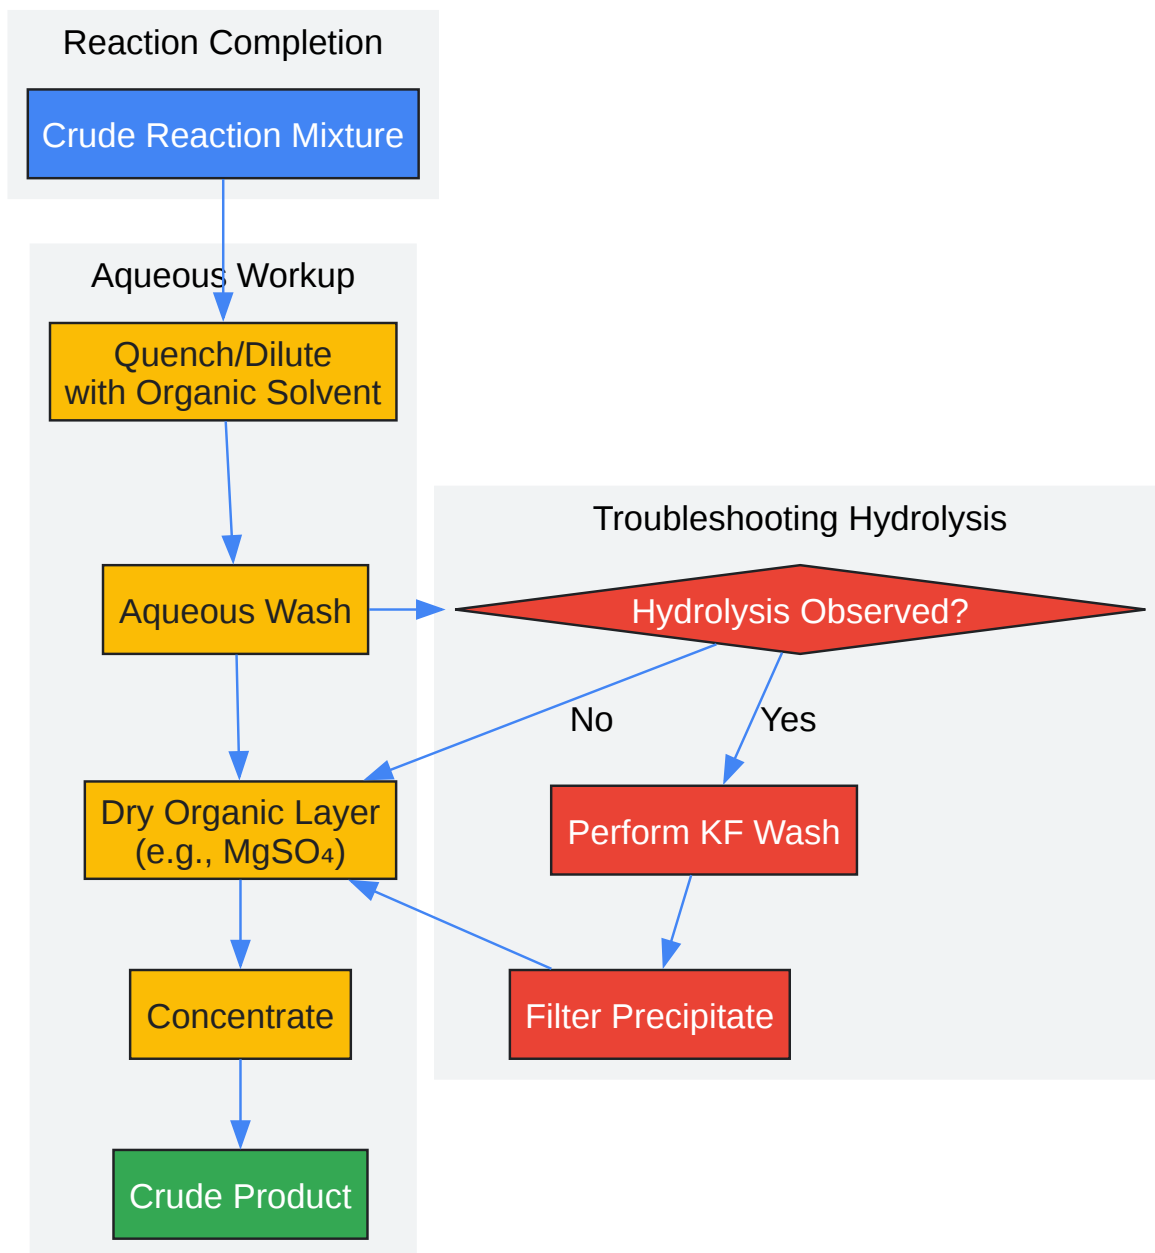 Reaction Completion
Crude Reaction Mixture
Aqueous Workup
Quench/Dilute
with Organic Solvent
Troubleshooting Hydrolysis
Aqueous Wash
Hydrolysis Observed?
No
Yes
Dry Organic Layer
(e.g., MgSO₄)
Perform KF Wash
Concentrate
Filter Precipitate
Crude Product